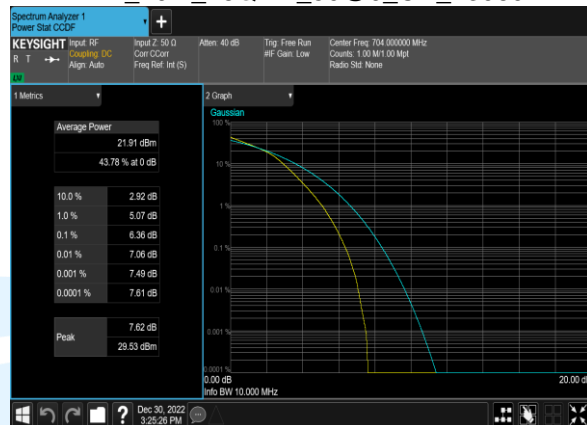 Spectrum Analyzer 1
Power Stat CCDF
KEYSIGHT
R T
LXI
Input: RF
Coupling: DC
Align: Auto
Input Z: 50 Ω
Corr CCorr
Freq Ref: Int (S)
Atten: 40 dB
Trig: Free Run
#IF Gain: Low
Center Freq: 704.000000 MHz
Counts: 1.00 M/1.00 Mpt
Radio Std: None
1 Metrics
Average Power
21.91 dBm
43.78 % at 0 dB
10.0 % 2.92 dB
1.0 % 5.07 dB
0.1 % 6.36 dB
0.01 % 7.06 dB
0.001 % 7.49 dB
0.0001 % 7.61 dB
Peak
7.62 dB
29.53 dBm
2 Graph
Gaussian
100 %
10 %
1 %
0.1 %
0.01 %
0.001 %
0.0001 %
0.00 dB
20.00 d
Info BW 10.000 MHz
?
Dec 30, 2022
3:25:26 PM